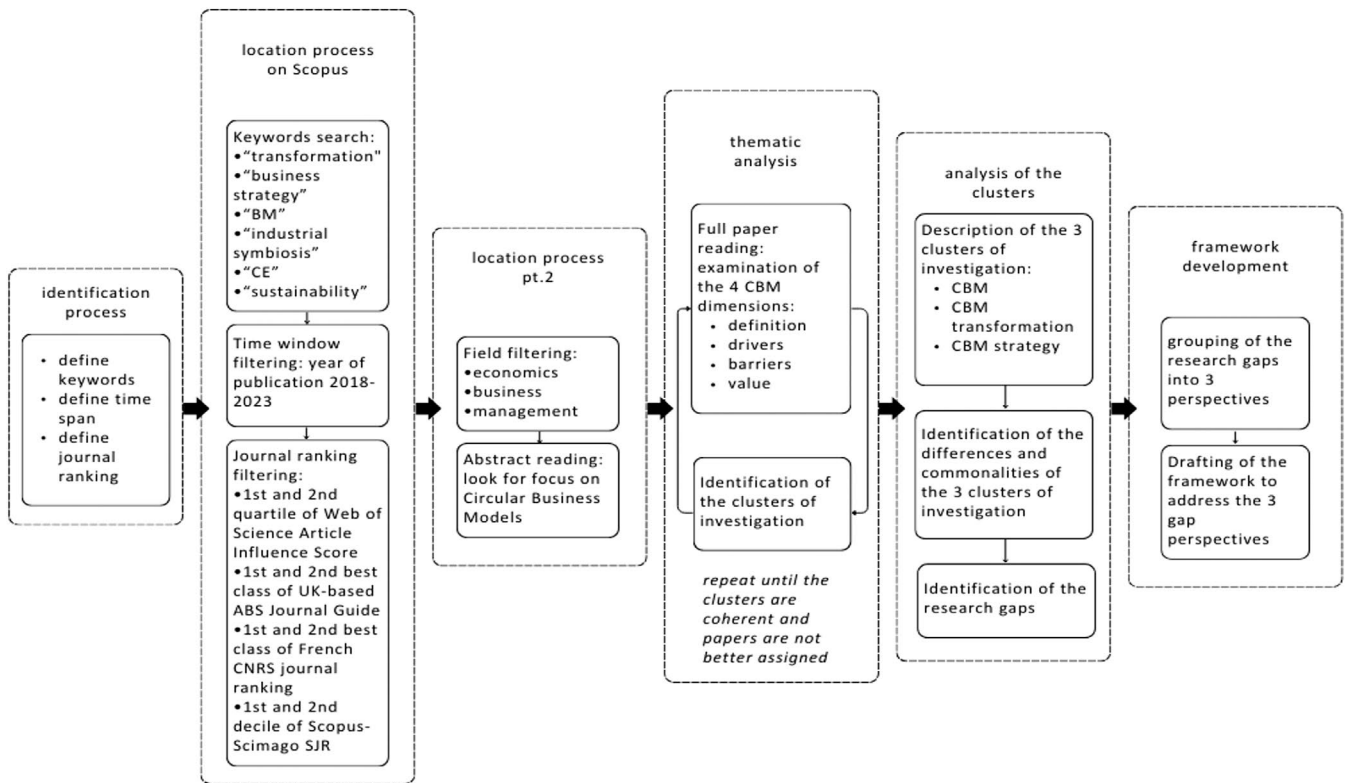 identification
process
• define
keywords
• define time
span
• define
journal
ranking
location process
on Scopus
Keywords search:
•“transformation"
•“business
strategy”
•“BM”
•“industrial
symbiosis”
•“CE”
•“sustainability”
Time window
filtering: year of
publication 2018-
2023
Journal ranking
filtering:
•1st and 2nd
quartile of Web of
Science Article
Influence Score
•1st and 2nd best
class of UK-based
ABS Journal Guide
•1st and 2nd best
class of French
CNRS journal
ranking
•1st and 2nd
decile of Scopus-
Scimago SJR
location process
pt.2
Field filtering:
•economics
•business
•management
Abstract reading:
look for focus on
Circular Business
Models
thematic
analysis
Full paper
reading:
examination of
the 4 CBM
dimensions:
• definition
• drivers
• barriers
• value
Identification of
the clusters of
investigation
repeat until the
clusters are
coherent and
papers are not
better assigned
analysis of the
clusters
Description of the 3
clusters of
investigation:
• CBM
• CBM
transformation
• CBM strategy
Identification of the
differences and
commonalities of
the 3 clusters of
investigation
Identification of the
research gaps
framework
development
grouping of the
research gaps
into 3
perspectives
Drafting of the
framework to
address the 3
gap
perspectives